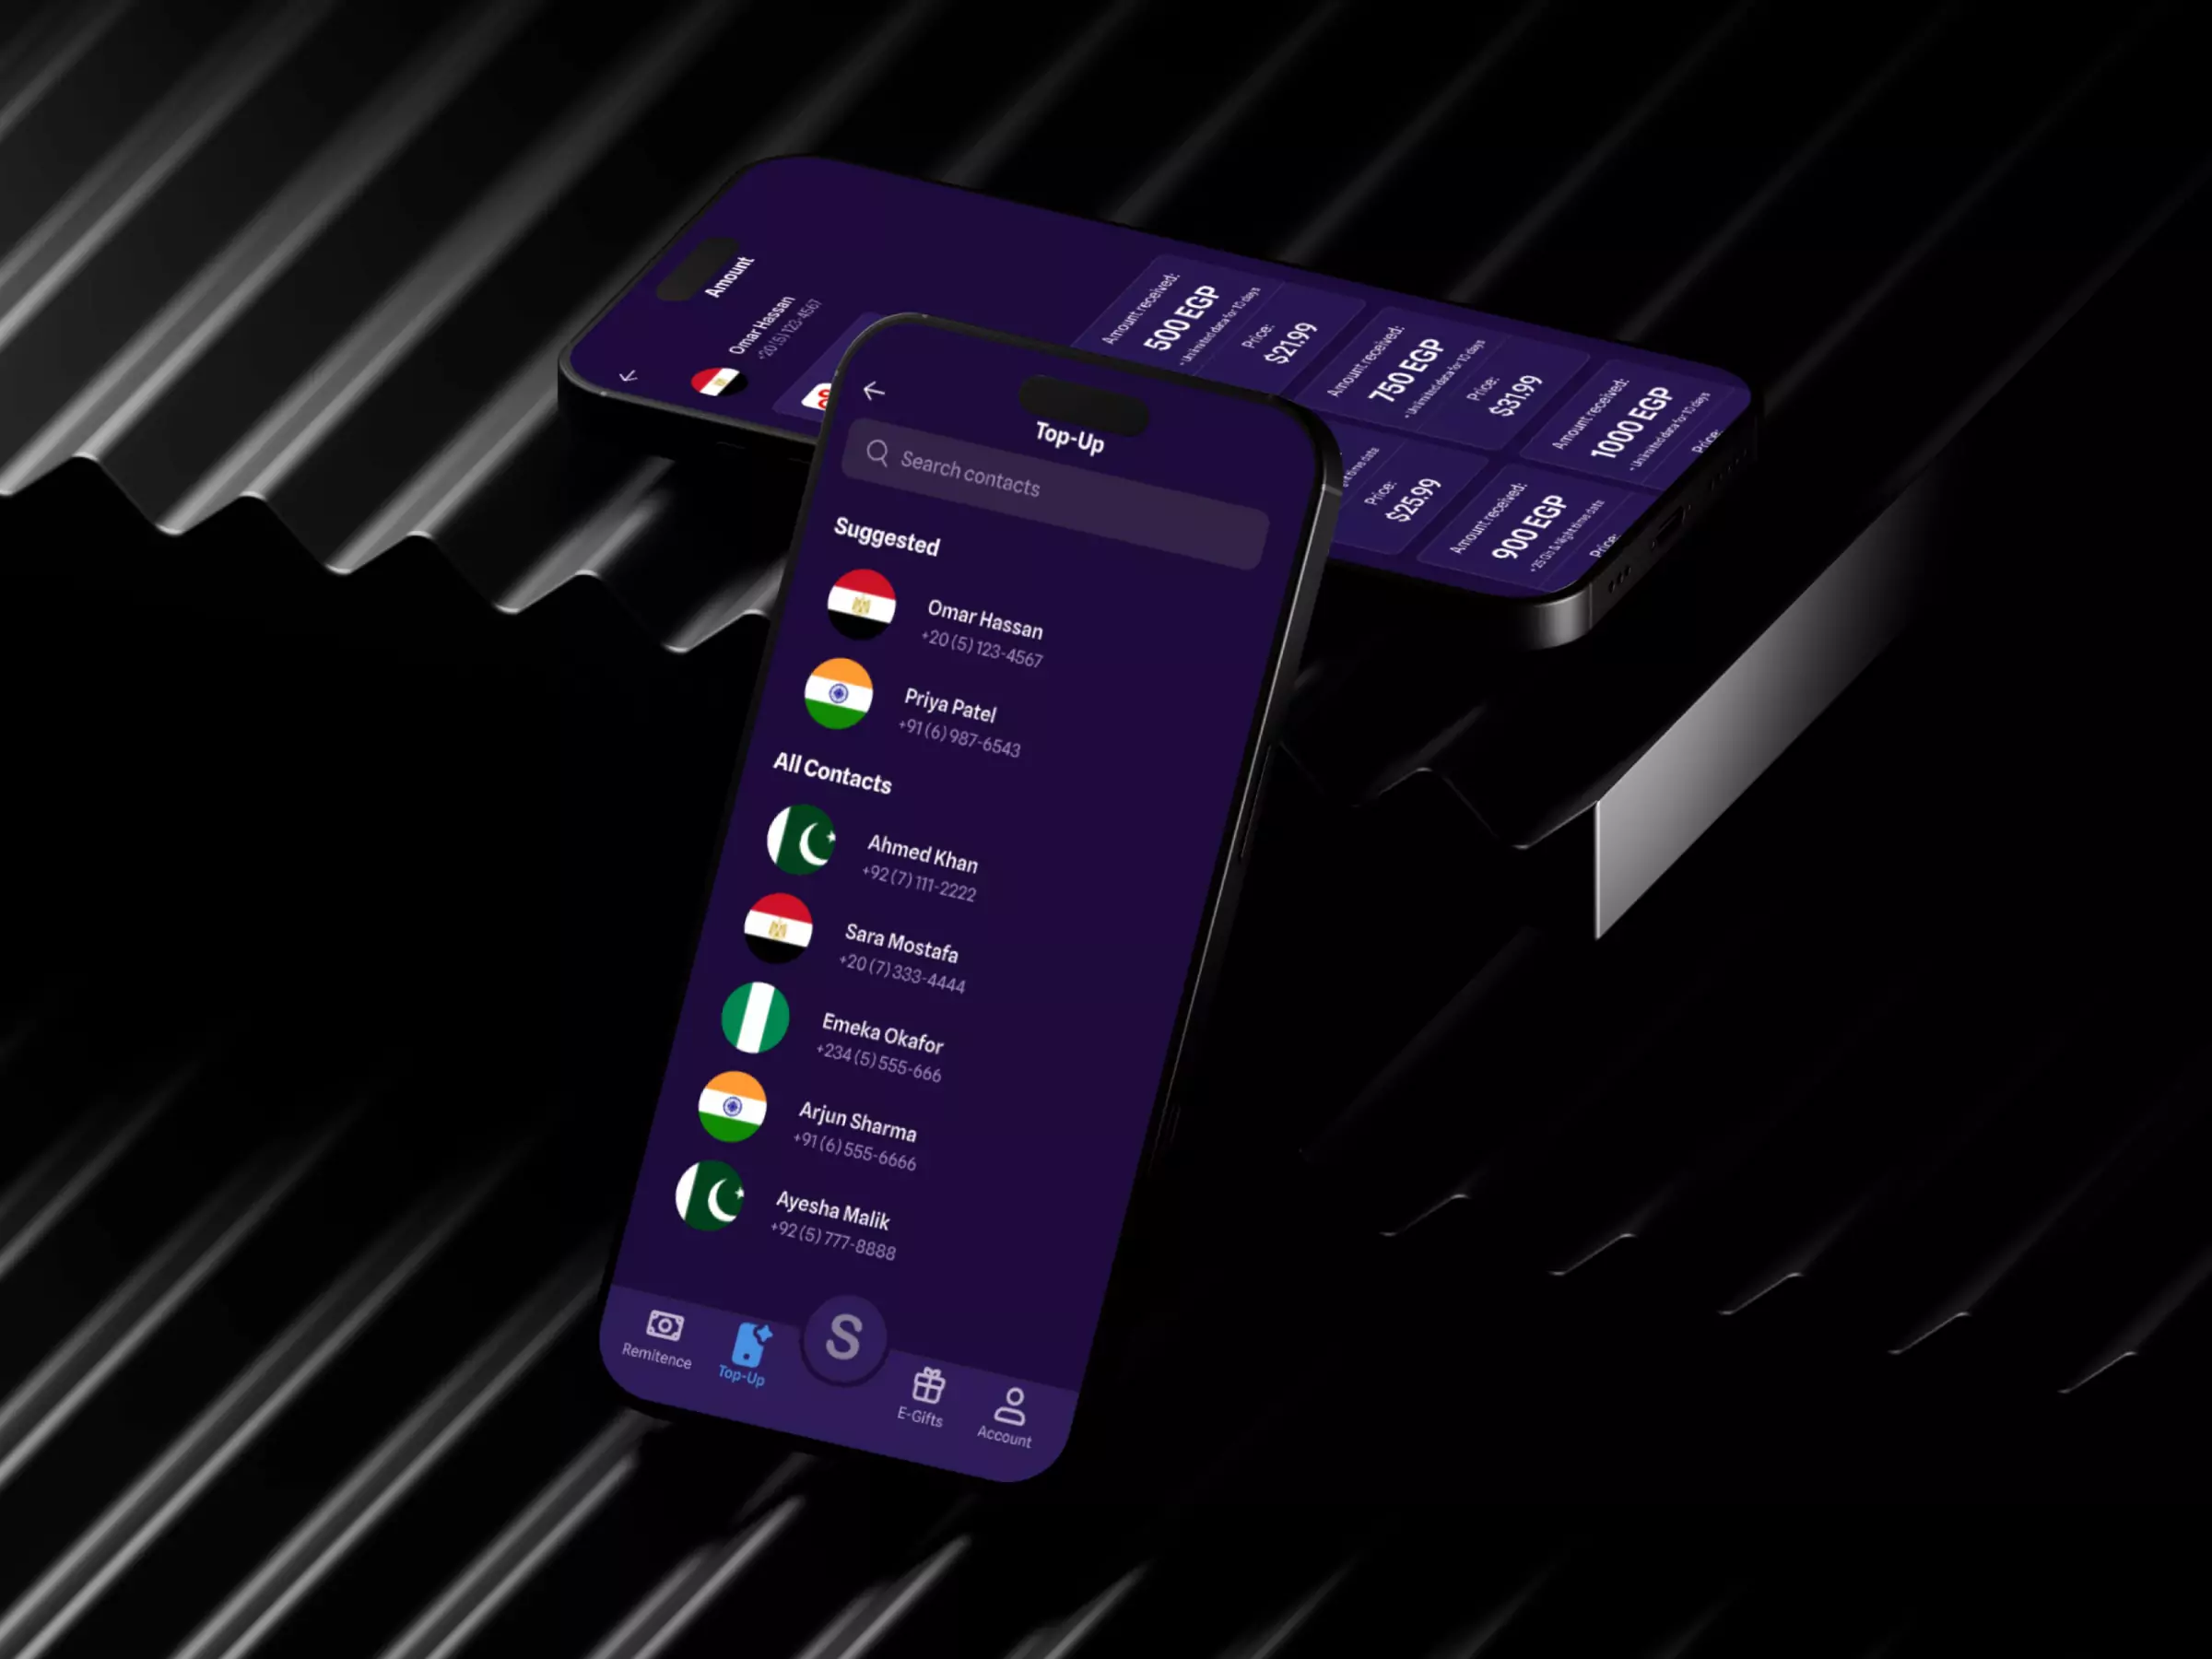 Top-Up
Search contacts
Suggested
Omar Hassan
+20 (5) 123-4567
Priya Patel
+91 (6) 987-6543
All Contacts
Ahmed Khan
+92 (7) 111-2222
Sara Mostafa
+20 (7) 333-4444
Emeka Okafor
+234 (5) 555-666
Arjun Sharma
+91 (6) 555-6666
Ayesha Malik
+92 (5) 777-8888
Remitence
Top-Up
S
E-Gifts
Account
Amount
Omar Hassan
+20 (5) 123-4567
Amount received:
500 EGP
• Unlimited data for 10 days
Price:
$21.99
Amount received:
750 EGP
• Unlimited data for 10 days
Price:
$31.99
Amount received:
1000 EGP
• Unlimited data for 10 days
Price:
time data
Price:
$25.99
Amount received:
900 EGP
Night time data
Price: